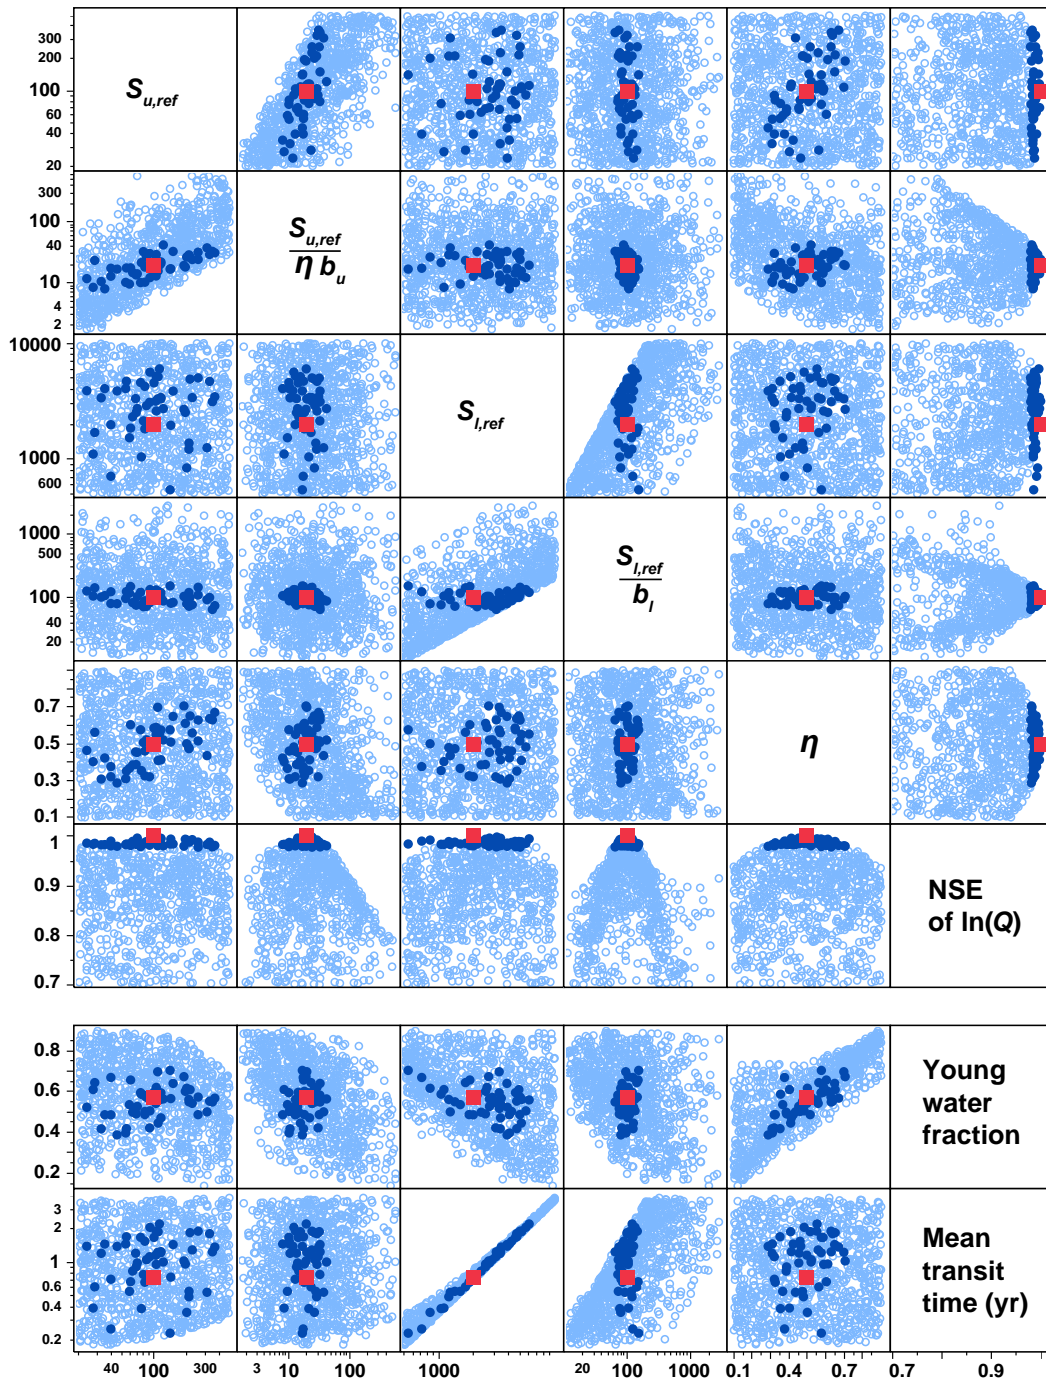 300
200
100
60
40
20
S_u,ref
300
100
40
10
4
2
S_u,ref
η b_u
10000
1000
600
S_l,ref
1000
500
100
40
20
S_l,ref
b_l
0.7
0.5
0.3
0.1
η
1
0.9
0.8
0.7
NSE
of ln(Q)
0.8
0.6
0.4
0.2
Young
water
fraction
3
2
1
0.6
0.4
0.2
Mean
transit
time (yr)
40 100 300 3 10 100 1000 20 100 1000 0.1 0.3 0.5 0.7 0.7 0.9